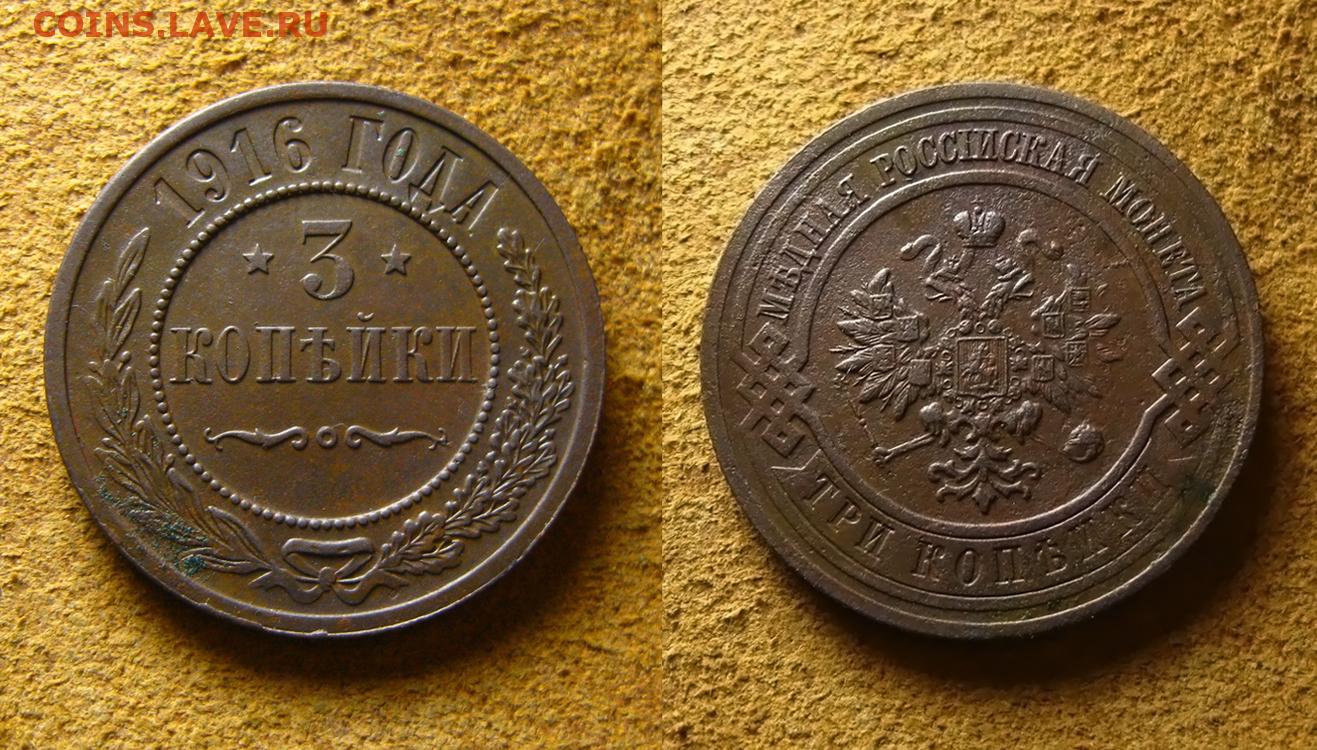 COINS.LAVE.RU
1916 ГОДА
3
КОПѢЙКИ
МѢДНАЯ РОССІЙСКАЯ МОНЕТА
ТРИ КОПѢЙКИ